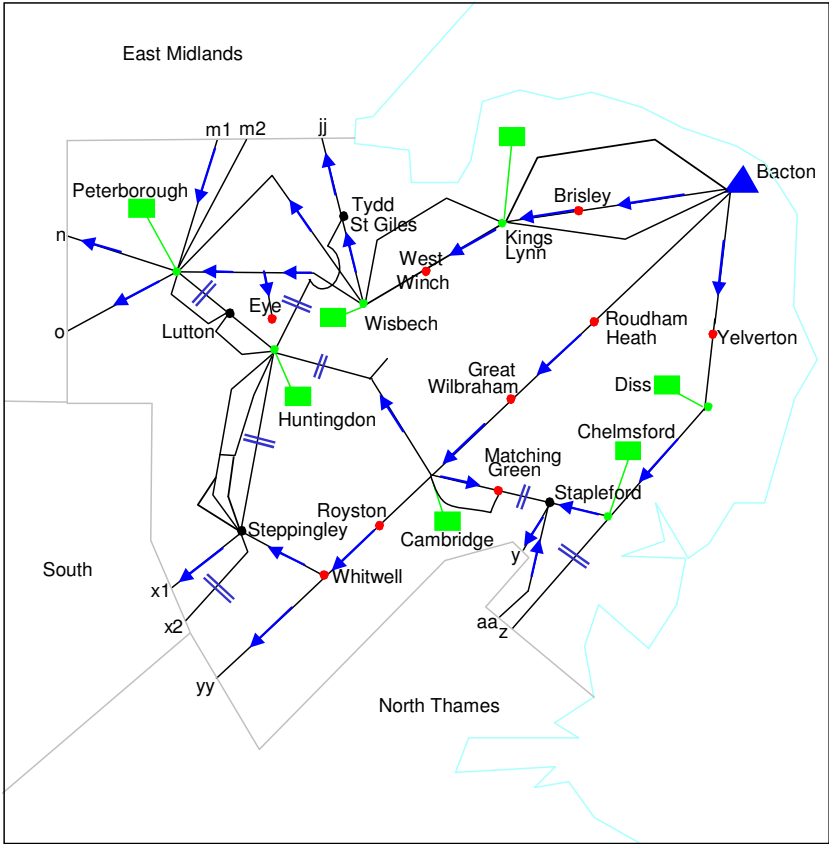 East Midlands
m1
m2
jj
Bacton
Peterborough
Brisley
Tydd
St Giles
n
Kings
Lynn
West
Winch
Eye
Wisbech
Lutton
o
Roudham
Heath
Yelverton
Great
Wilbraham
Diss
Huntingdon
Chelmsford
Matching
Green
Stapleford
Royston
Steppingley
Cambridge
y
South
Whitwell
x1
x2
aa
z
yy
North Thames